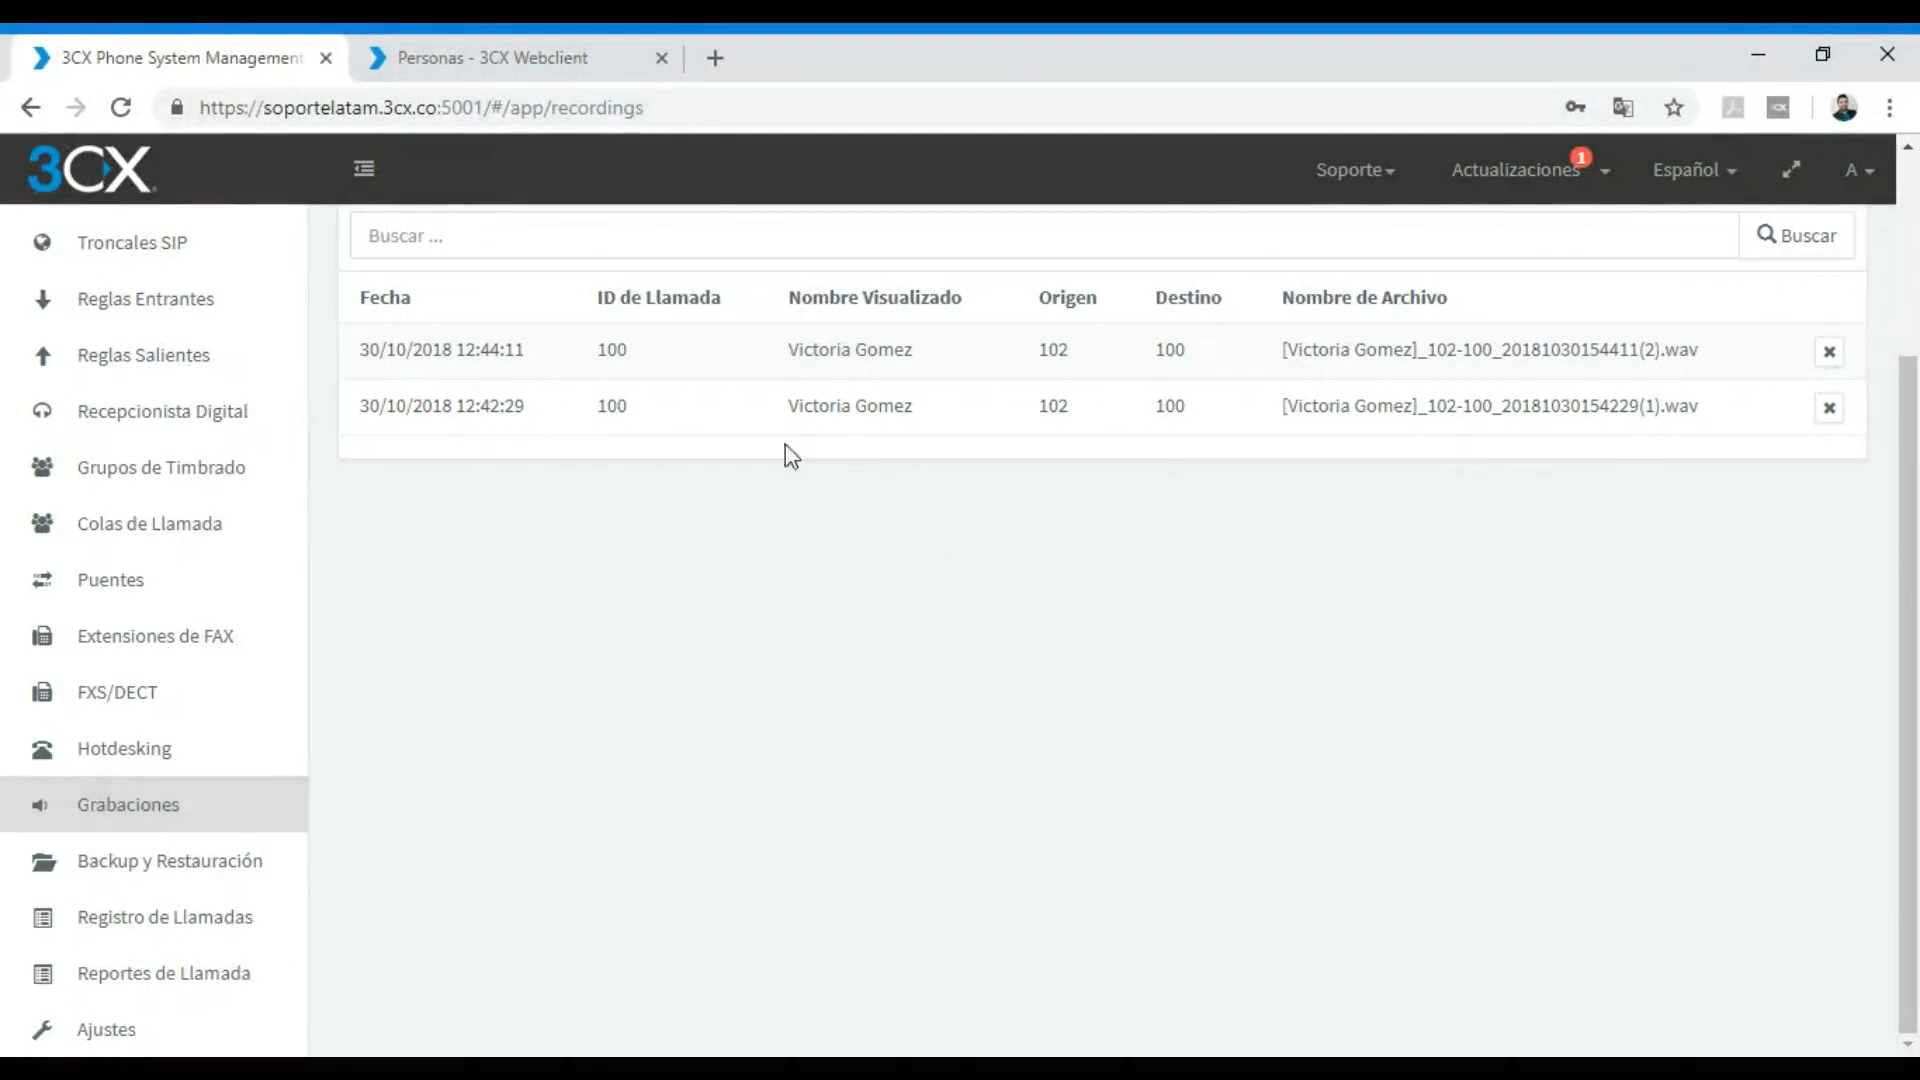 3CX Phone System Management
Personas - 3CX Webclient
https://soportelatam.3cx.co:5001/#/app/recordings
3CX
Soporte
Actualizaciones
1
Español
A
Troncales SIP
Reglas Entrantes
Reglas Salientes
Recepcionista Digital
Grupos de Timbrado
Colas de Llamada
Puentes
Extensiones de FAX
FXS/DECT
Hotdesking
Grabaciones
Backup y Restauración
Registro de Llamadas
Reportes de Llamada
Ajustes
Buscar ...
Buscar
Fecha ID de Llamada Nombre Visualizado Origen Destino Nombre de Archivo
30/10/2018 12:44:11 100 Victoria Gomez 102 100 [Victoria Gomez]_102-100_20181030154411(2).wav
30/10/2018 12:42:29 100 Victoria Gomez 102 100 [Victoria Gomez]_102-100_20181030154229(1).wav